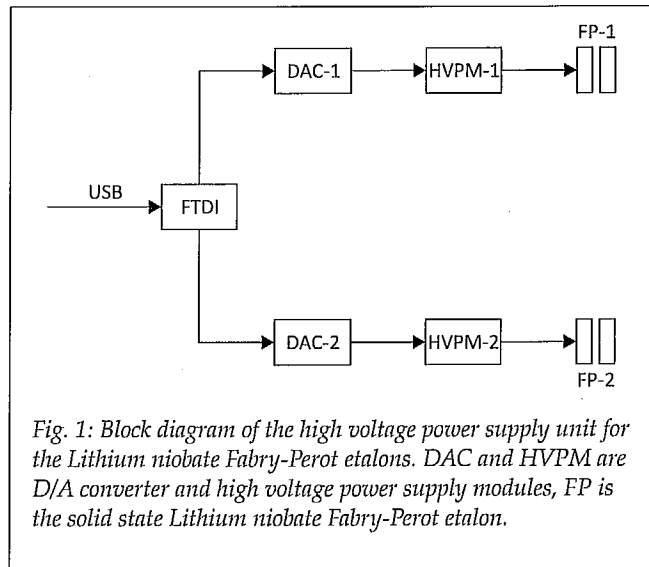 FP-1
DAC-1
HVPM-1
USB
FTDI
DAC-2
HVPM-2
FP-2
Fig. 1: Block diagram of the high voltage power supply unit for
the Lithium niobate Fabry-Perot etalons. DAC and HVPM are
D/A converter and high voltage power supply modules, FP is
the solid state Lithium niobate Fabry-Perot etalon.